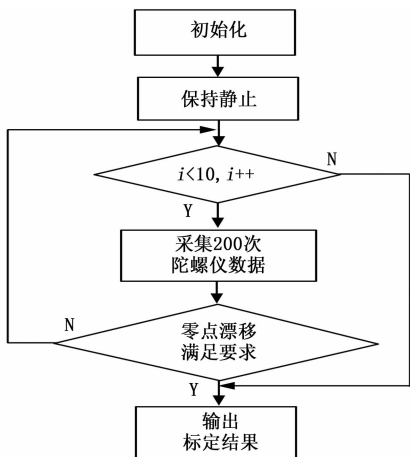 初始化
保持静止
i<10, i++
N
Y
采集200次
陀螺仪数据
N
零点漂移
满足要求
Y
输出
标定结果